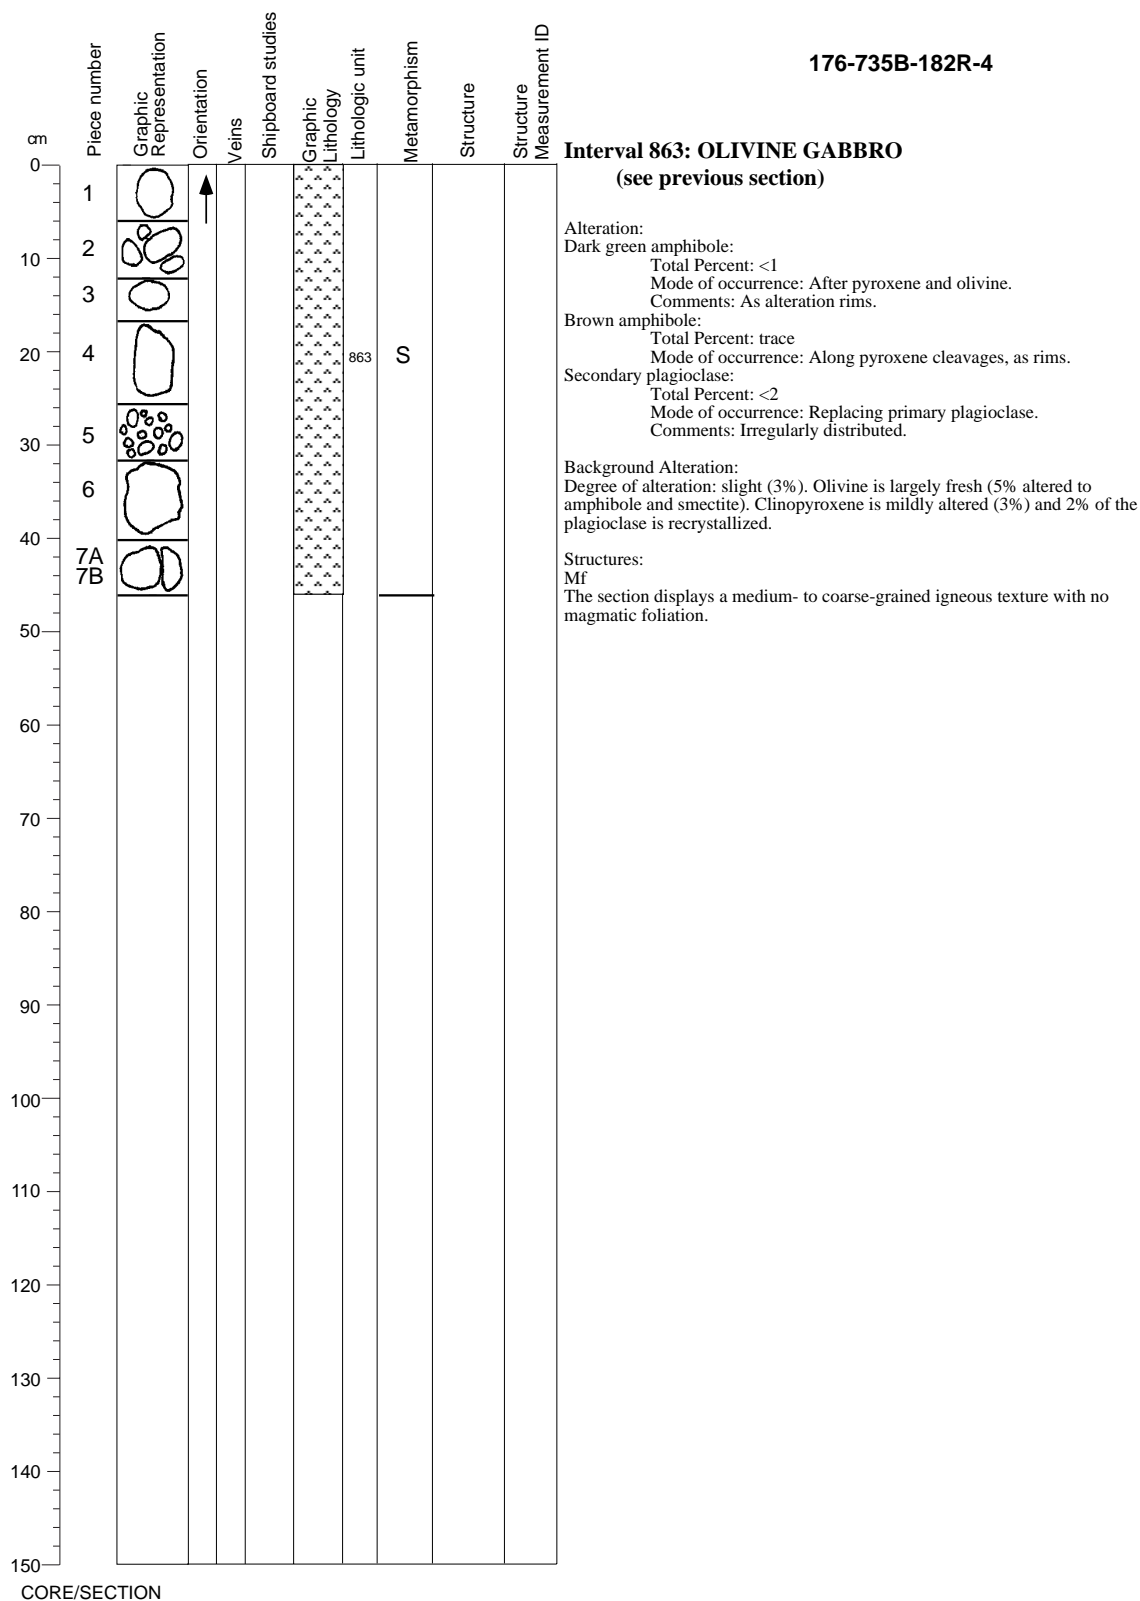 176-735B-182R-4
cm
Piece number
Graphic
Representation
Orientation
Veins
Shipboard studies
Graphic
Lithology
Lithologic unit
Metamorphism
Structure
Structure
Measurement ID
0
10
20
30
40
50
60
70
80
90
100
110
120
130
140
150
1
2
3
4
5
6
7A
7B
863
S
CORE/SECTION
Interval 863: OLIVINE GABBRO
(see previous section)
Alteration:
Dark green amphibole:
Total Percent: <1
Mode of occurrence: After pyroxene and olivine.
Comments: As alteration rims.
Brown amphibole:
Total Percent: trace
Mode of occurrence: Along pyroxene cleavages, as rims.
Secondary plagioclase:
Total Percent: <2
Mode of occurrence: Replacing primary plagioclase.
Comments: Irregularly distributed.
Background Alteration:
Degree of alteration: slight (3%). Olivine is largely fresh (5% altered to
amphibole and smectite). Clinopyroxene is mildly altered (3%) and 2% of the
plagioclase is recrystallized.
Structures:
Mf
The section displays a medium- to coarse-grained igneous texture with no
magmatic foliation.